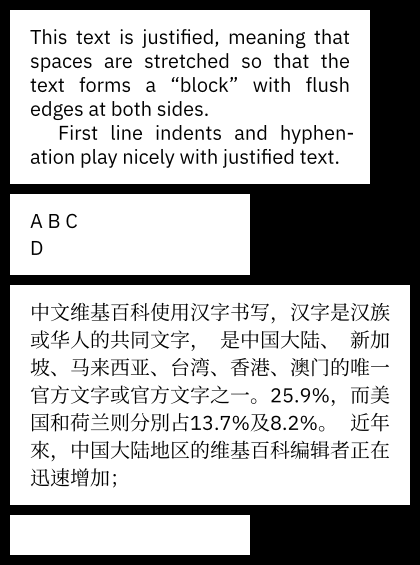 This text is justified, meaning that
spaces are stretched so that the
text forms a “block” with flush
edges at both sides.
First line indents and hyphen-
ation play nicely with justified text.
A B C
D
中文维基百科使用汉字书写，汉字是汉族
或华人的共同文字， 是中国大陆、 新加
坡、马来西亚、台湾、香港、澳门的唯一
官方文字或官方文字之一。25.9%，而美
国和荷兰则分別占13.7%及8.2%。 近年
來，中国大陆地区的维基百科编辑者正在
迅速增加；